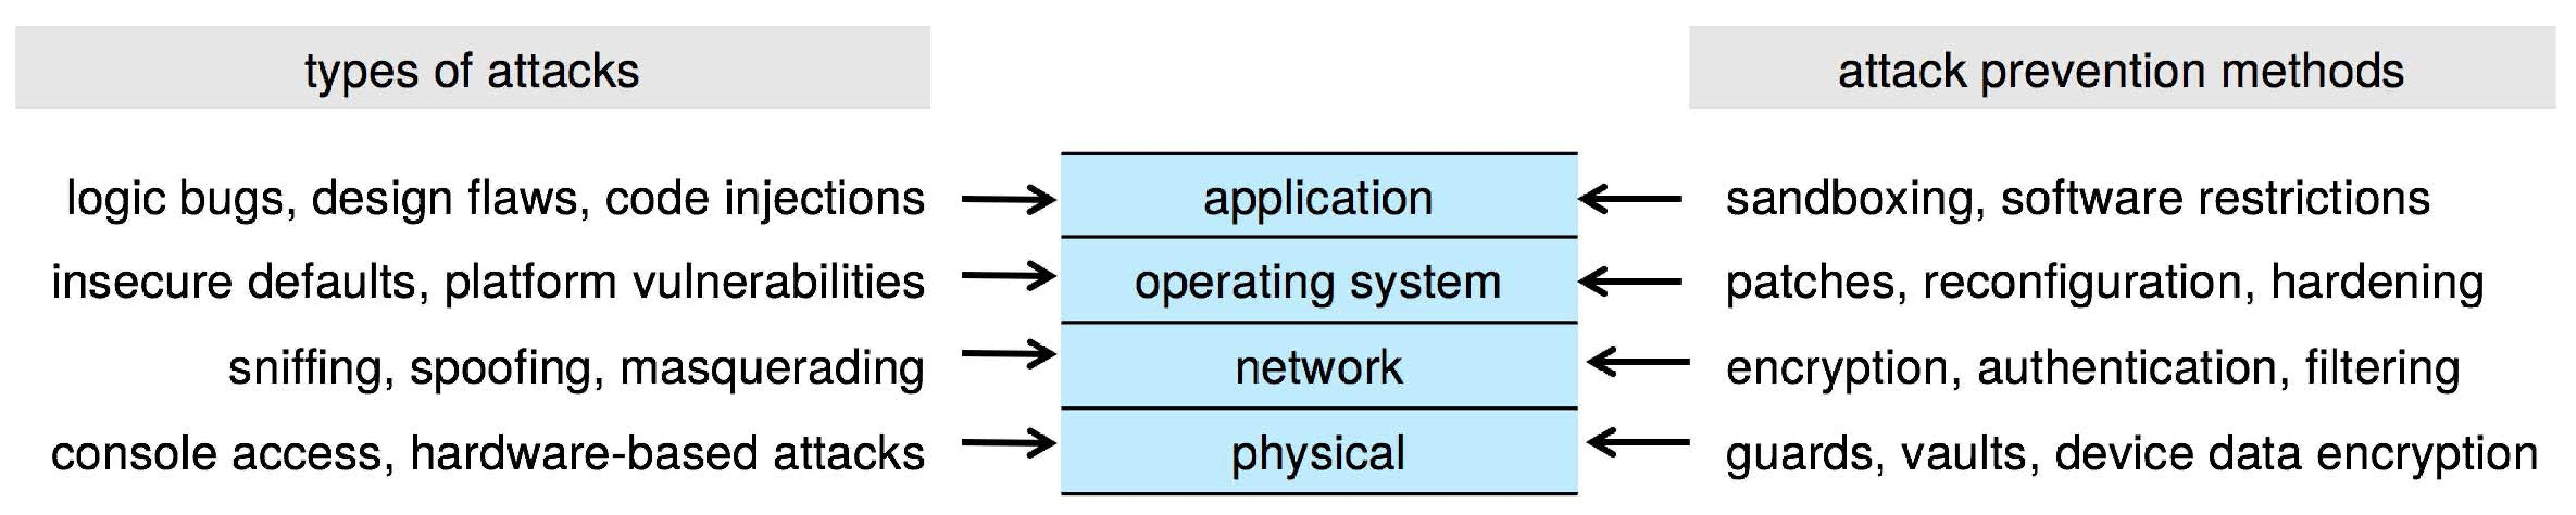 types of attacks
attack prevention methods
logic bugs, design flaws, code injections
application
sandboxing, software restrictions
insecure defaults, platform vulnerabilities
operating system
patches, reconfiguration, hardening
sniffing, spoofing, masquerading
network
encryption, authentication, filtering
console access, hardware-based attacks
physical
guards, vaults, device data encryption